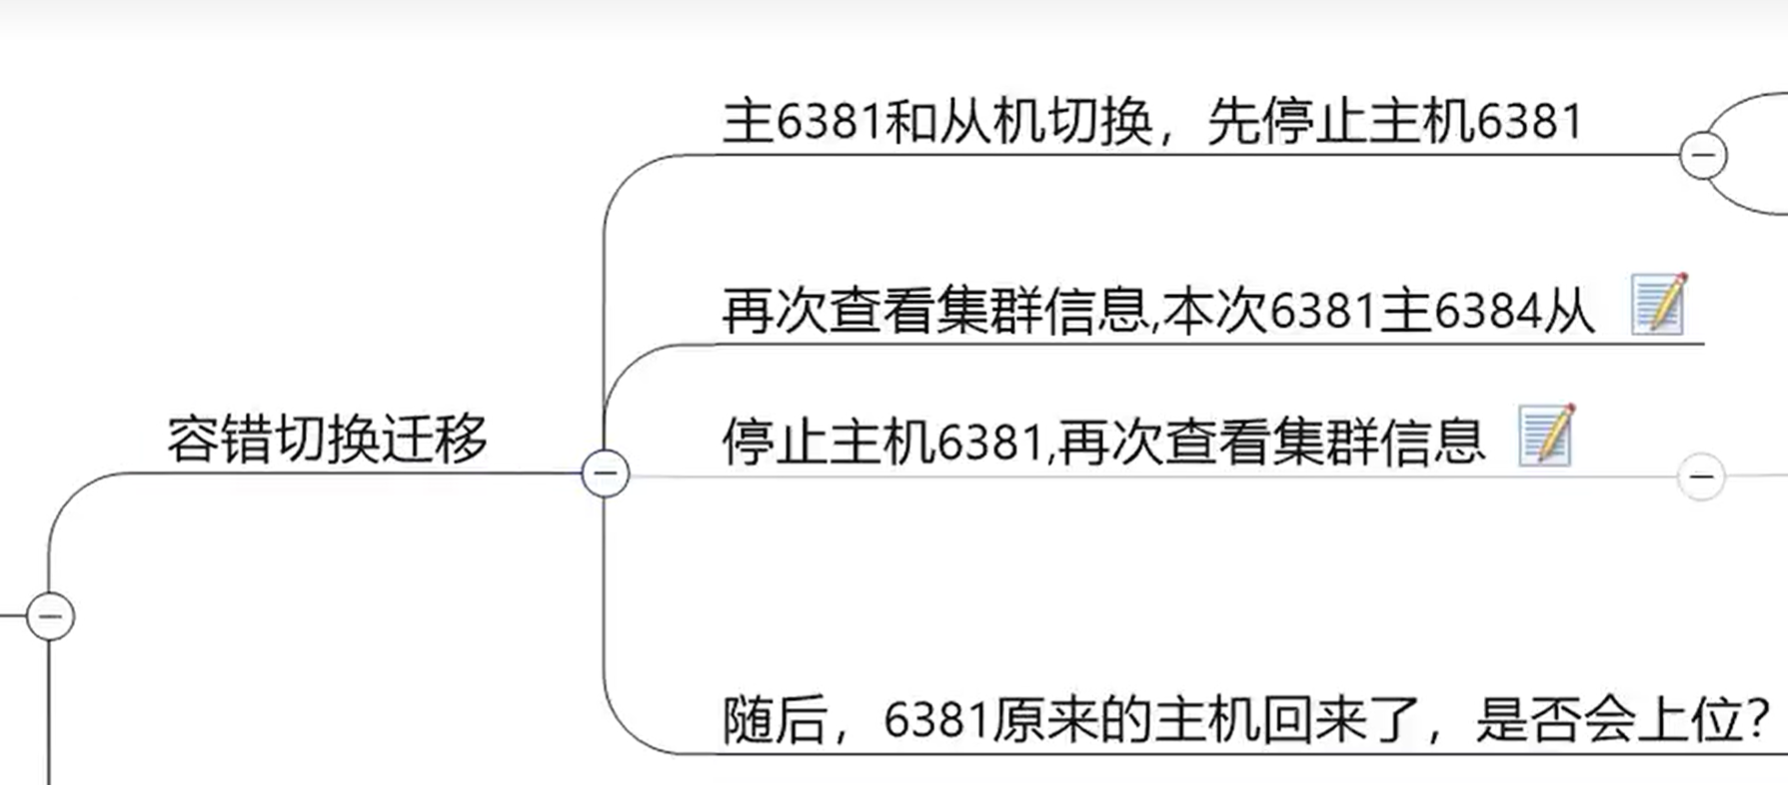 主6381和从机切换，先停止主机6381
再次查看集群信息,本次6381主6384从
容错切换迁移
停止主机6381,再次查看集群信息
随后，6381原来的主机回来了，是否会上位?